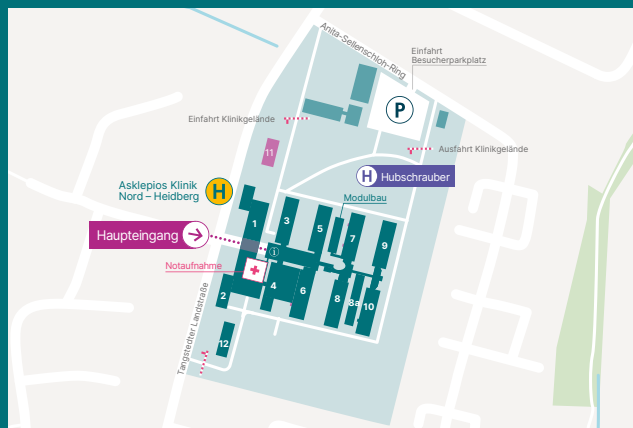 Anita-Sellenschloh-Ring
Einfahrt
Besucherparkplatz
P
Einfahrt Klinikgelände
Ausfahrt Klinikgelände
11
H Hubschrauber
Asklepios Klinik
Nord – Heidberg
H
Modulbau
1
3
5
7
9
Haupteingang
i
Notaufnahme
2
4
6
8
8a
10
12
Tangstedter Landstraße